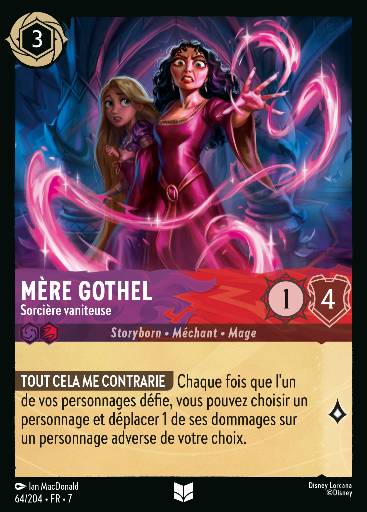 3
MÈRE GOTHEL
Sorcière vaniteuse
1
4
Storyborn • Méchant • Mage
TOUT CELA ME CONTRARIE Chaque fois que l'un
de vos personnages défie, vous pouvez choisir un
personnage et déplacer 1 de ses dommages sur
un personnage adverse de votre choix.
Ian MacDonald
64/204 • FR • 7
Disney Lorcana
©Disney